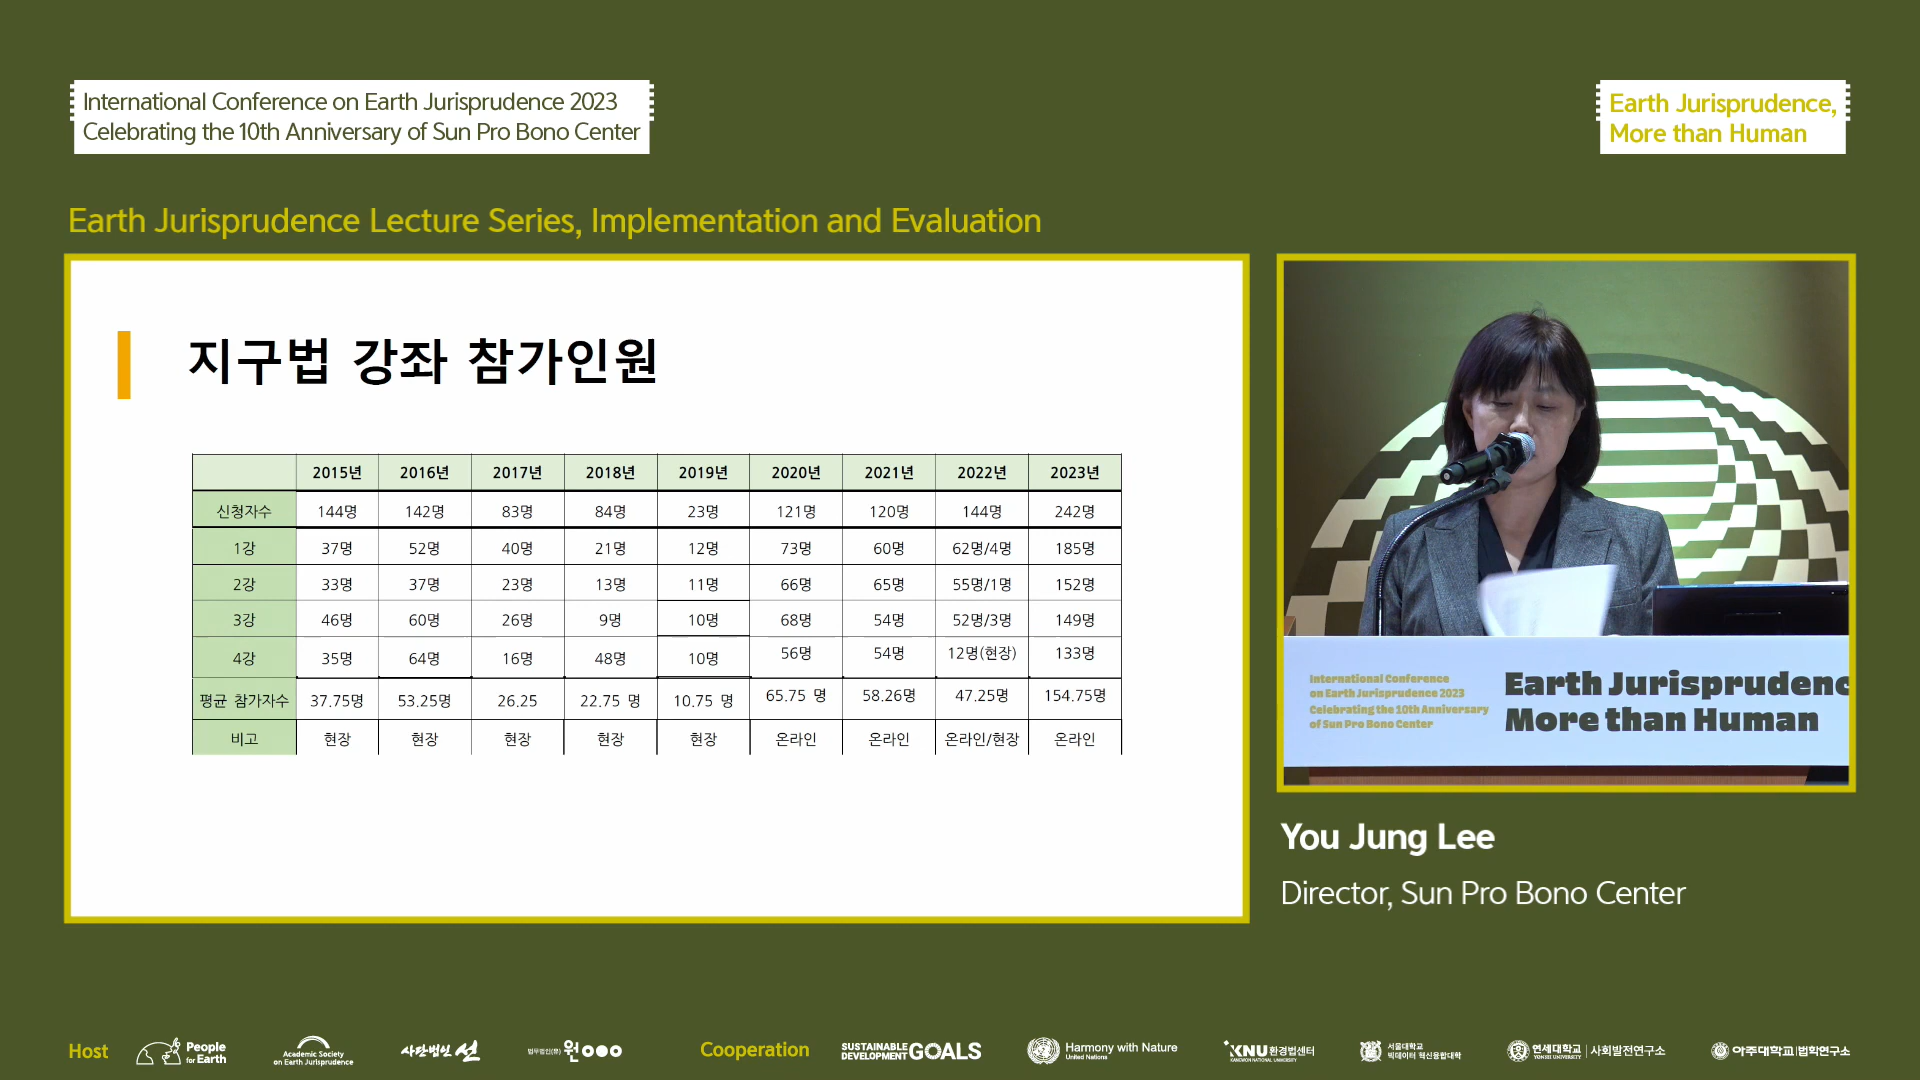 International Conference on Earth Jurisprudence 2023
Celebrating the 10th Anniversary of Sun Pro Bono Center
Earth Jurisprudence,
More than Human
Earth Jurisprudence Lecture Series, Implementation and Evaluation
지구법 강좌 참가인원
2015년 2016년 2017년 2018년 2019년 2020년 2021년 2022년 2023년
신청자수 144명 142명 83명 84명 23명 121명 120명 144명 242명
1강 37명 52명 40명 21명 12명 73명 60명 62명/4명 185명
2강 33명 37명 23명 13명 11명 66명 65명 55명/1명 152명
3강 46명 60명 26명 9명 10명 68명 54명 52명/3명 149명
4강 35명 64명 16명 48명 10명 56명 54명 12명(현장) 133명
평균 참가자수 37.75명 53.25명 26.25 22.75 명 10.75 명 65.75 명 58.26명 47.25명 154.75명
비고 현장 현장 현장 현장 현장 온라인 온라인 온라인/현장 온라인
International Conference
on Earth Jurisprudence 2023
Celebrating the 10th Anniversary
of Sun Pro Bono Center
Earth Jurisprudenc
More than Human
You Jung Lee
Director, Sun Pro Bono Center
Host
People
for Earth
Academic Society
on Earth Jurisprudence
사단법인 선
법무법인(유) 원
Cooperation
SUSTAINABLE
DEVELOPMENT GOALS
Harmony with Nature
United Nations
KNU환경법센터
KANGWON NATIONAL UNIVERSITY
서울대학교
빅데이터 혁신융합대학
연세대학교
YONSEI UNIVERSITY
사회발전연구소
아주대학교|법학연구소